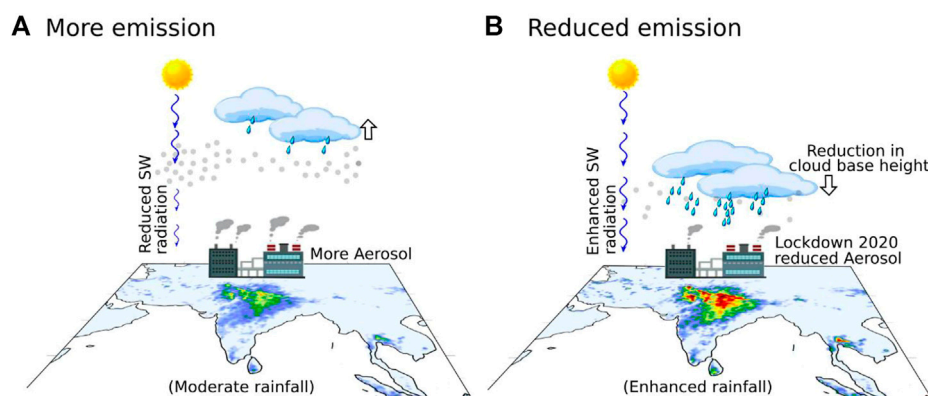 A More emission
Reduced SW
radiation
More Aerosol
(Moderate rainfall)
B Reduced emission
Enhanced SW
radiation
Reduction in
cloud base height
Lockdown 2020
reduced Aerosol
(Enhanced rainfall)